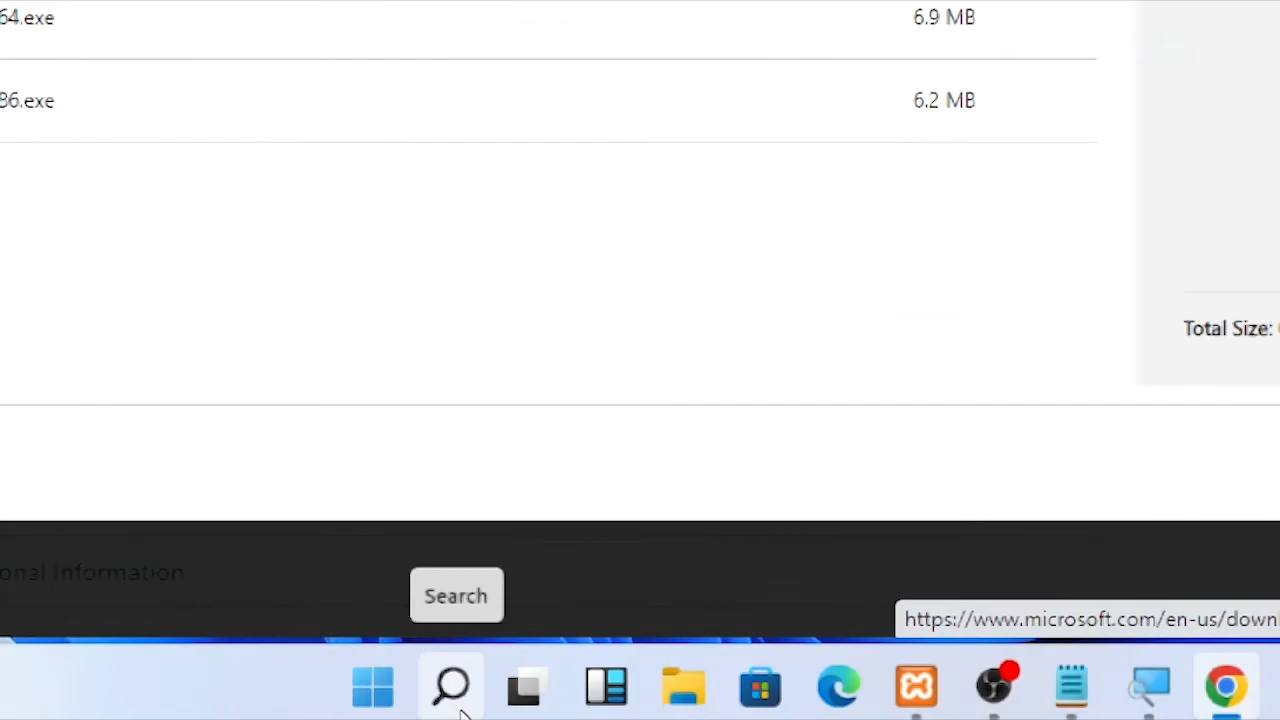 64.exe 6.9 MB
86.exe 6.2 MB
Total Size:
onal Information
Search
https://www.microsoft.com/en-us/down